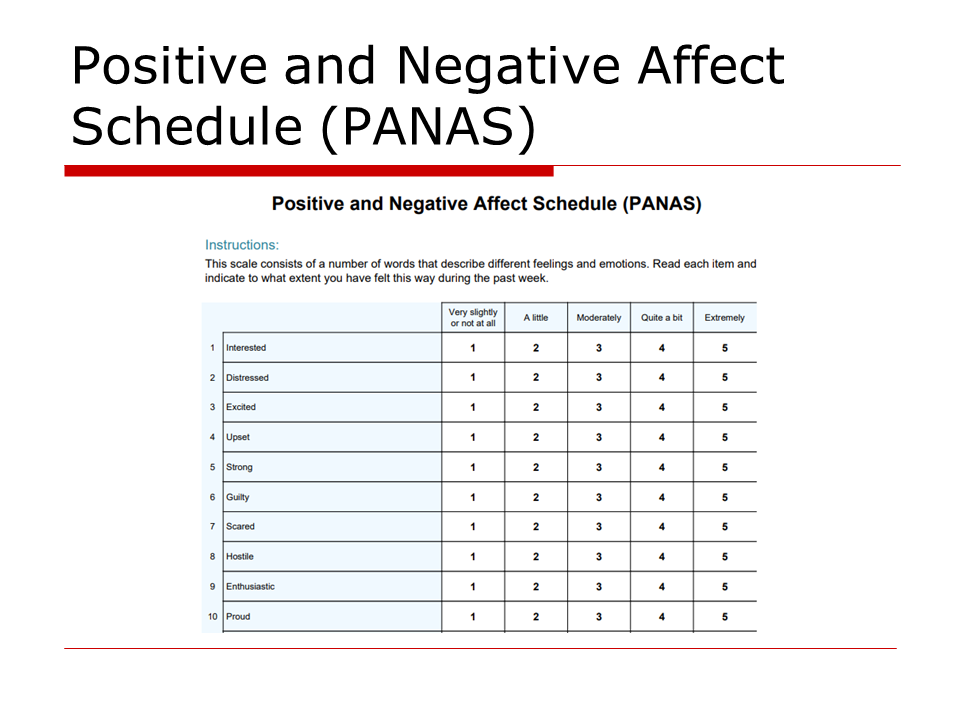 Positive and Negative Affect
Schedule (PANAS)
Positive and Negative Affect Schedule (PANAS)
Instructions:
This scale consists of a number of words that describe different feelings and emotions. Read each item and
indicate to what extent you have felt this way during the past week.
Very slightly
or not at all A little Moderately Quite a bit Extremely
1 Interested 1 2 3 4 5
2 Distressed 1 2 3 4 5
3 Excited 1 2 3 4 5
4 Upset 1 2 3 4 5
5 Strong 1 2 3 4 5
6 Guilty 1 2 3 4 5
7 Scared 1 2 3 4 5
8 Hostile 1 2 3 4 5
9 Enthusiastic 1 2 3 4 5
10 Proud 1 2 3 4 5